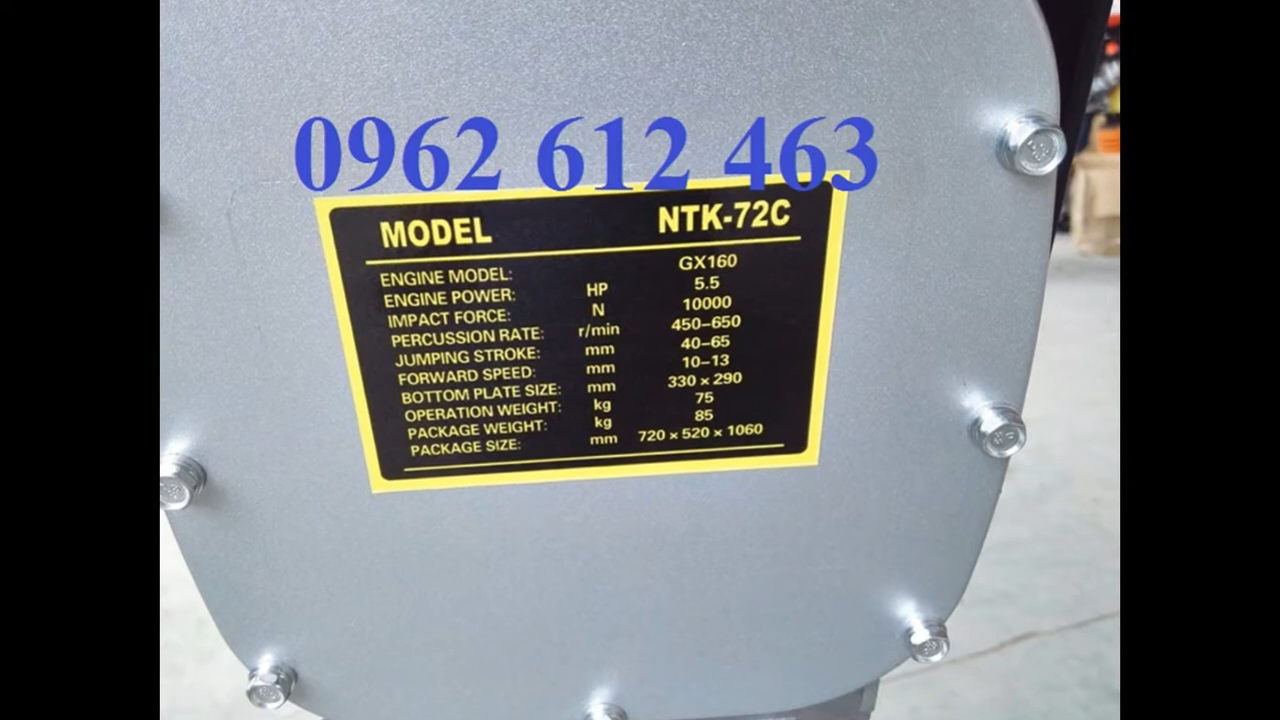 0962 612 463
MODEL NTK-72C
ENGINE MODEL: GX160
ENGINE POWER: HP 5.5
IMPACT FORCE: N 10000
PERCUSSION RATE: r/min 450-650
JUMPING STROKE: mm 40-65
FORWARD SPEED: mm 10-13
BOTTOM PLATE SIZE: mm 330 × 290
OPERATION WEIGHT: kg 75
PACKAGE WEIGHT: kg 85
PACKAGE SIZE: mm 720 × 520 × 1060